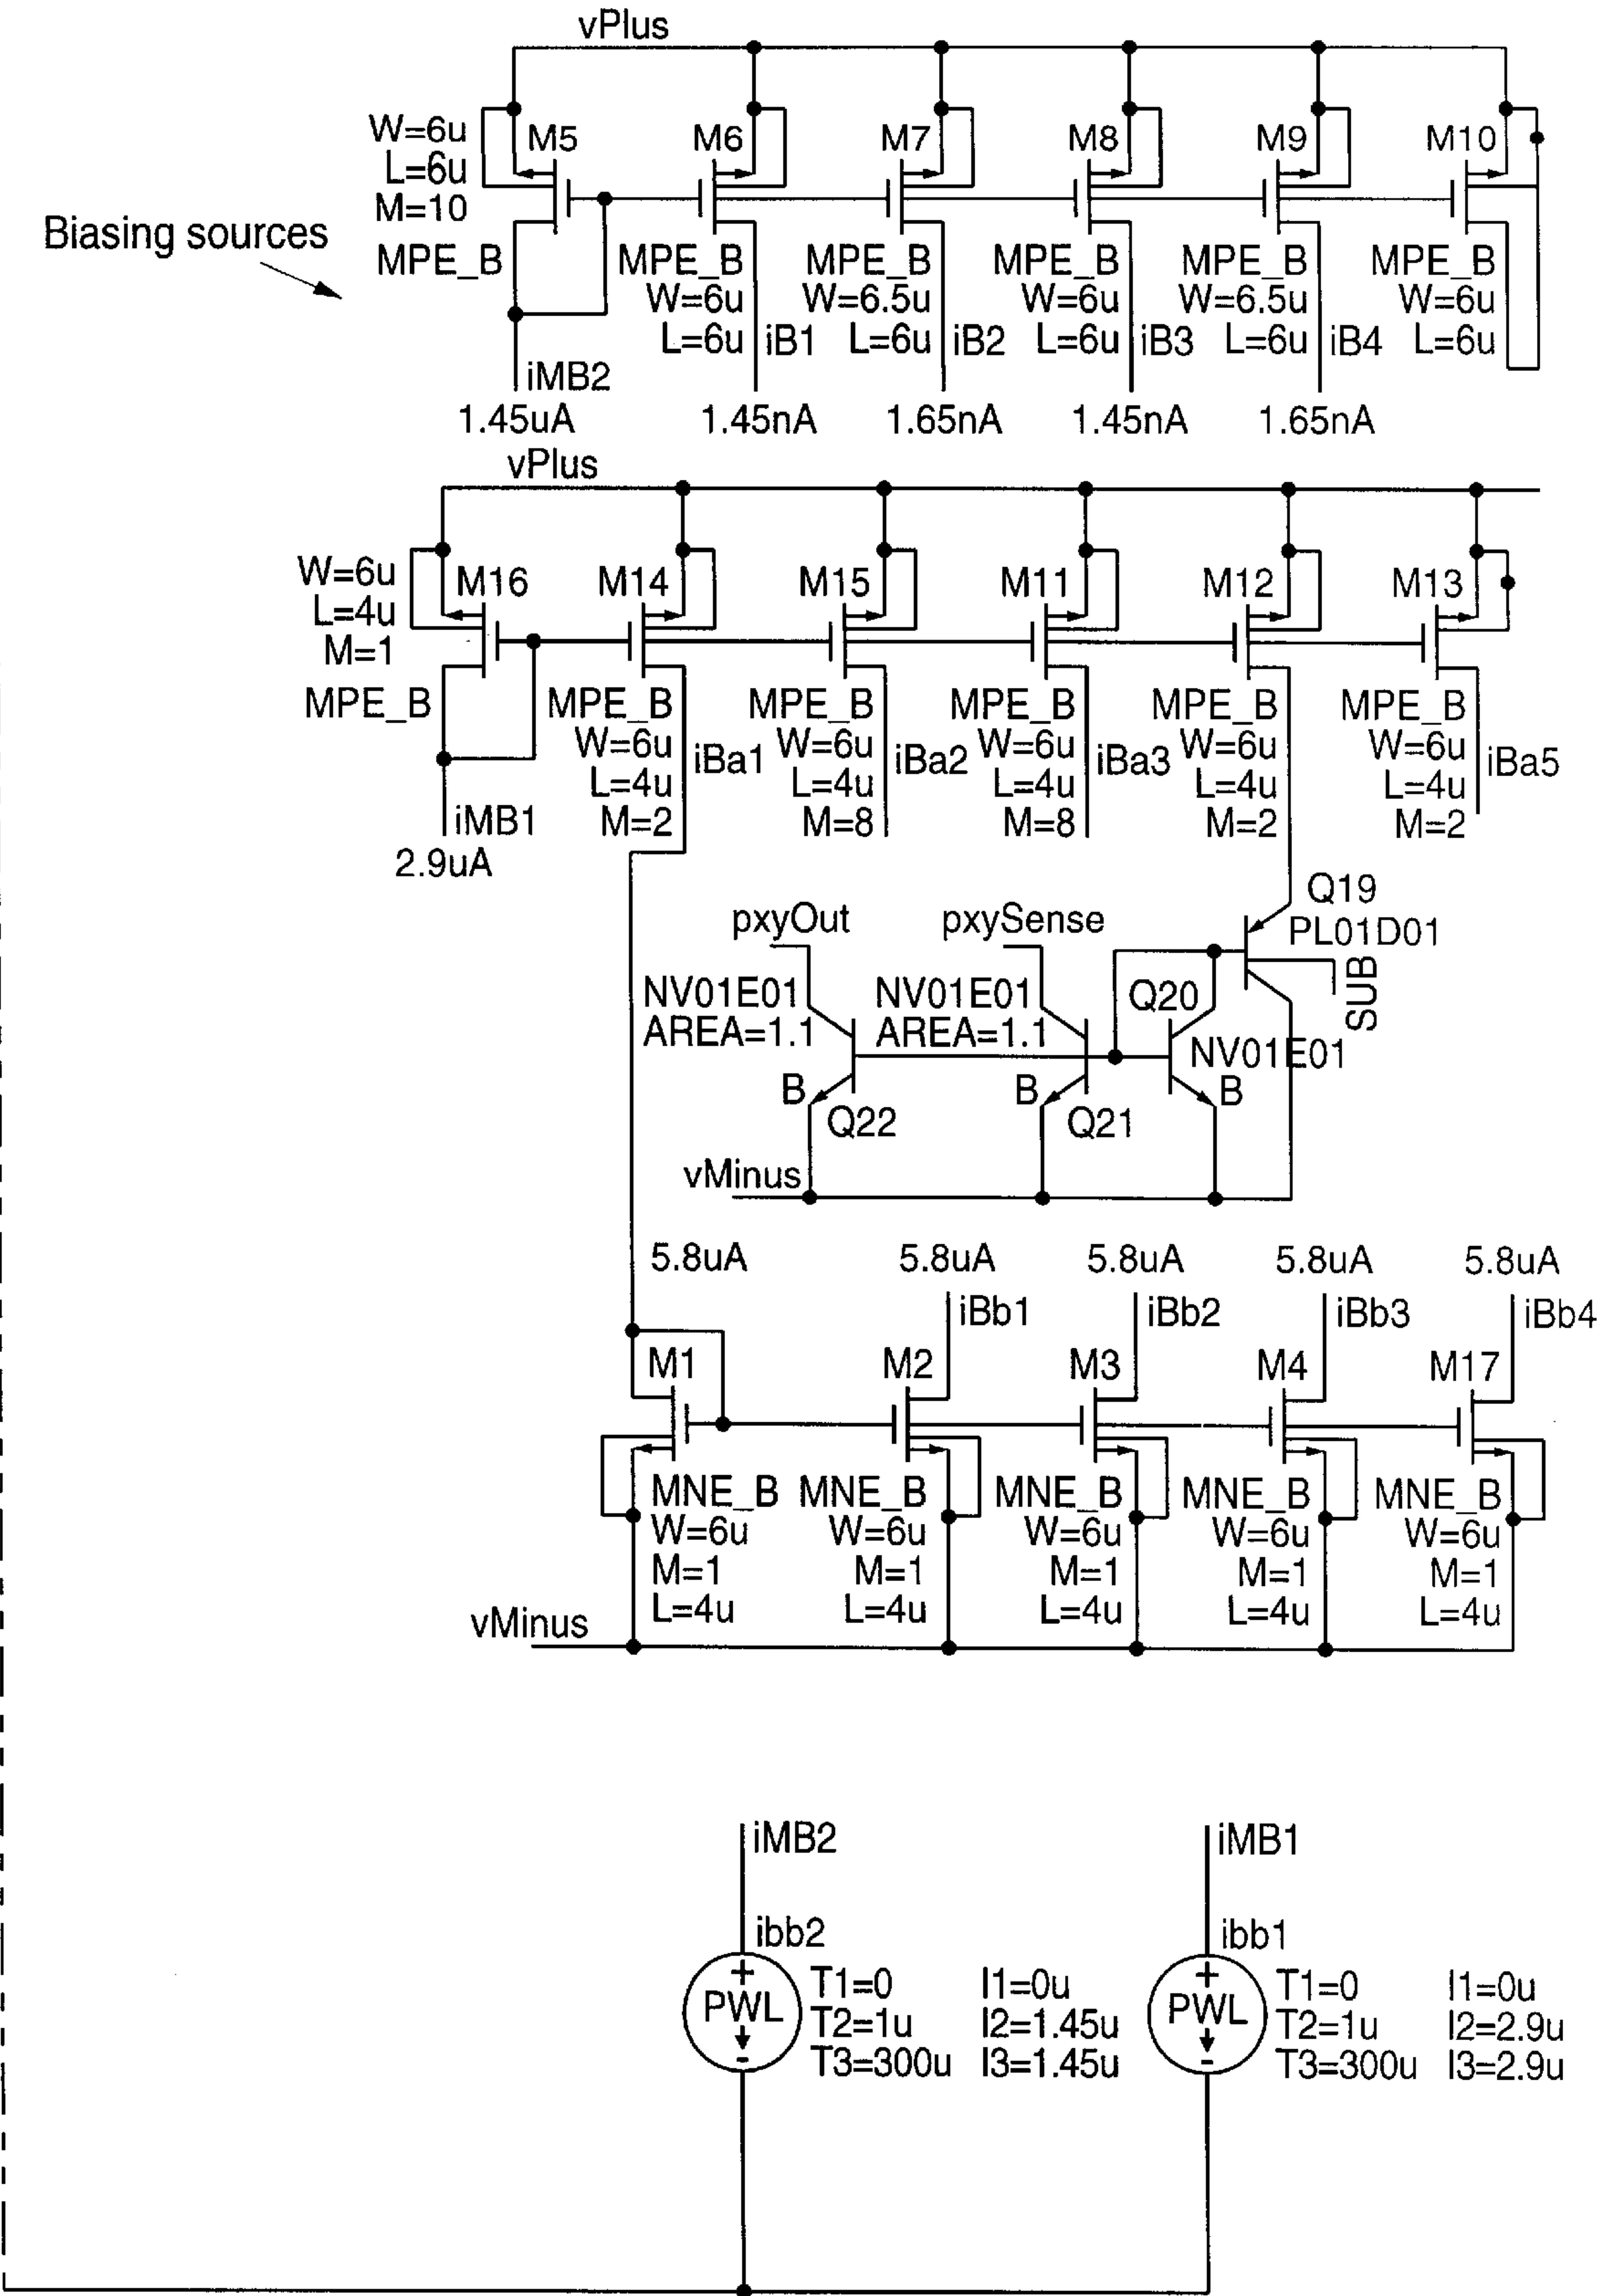 vPlus
W=6u
L=6u
M=10
M5
M6
M7
M8
M9
M10
Biasing sources
MPE_B
MPE_B
W=6u
L=6u
MPE_B
W=6.5u
L=6u
MPE_B
W=6u
L=6u
MPE_B
W=6.5u
L=6u
MPE_B
W=6u
L=6u
iB1
iB2
iB3
iB4
iMB2
1.45uA
1.45nA
1.65nA
1.45nA
1.65nA
vPlus
W=6u
L=4u
M=1
M16
M14
M15
M11
M12
M13
MPE_B
MPE_B
W=6u
L=4u
M=2
iBa1
MPE_B
W=6u
L=4u
M=8
iBa2
MPE_B
W=6u
L=4u
M=8
iBa3
MPE_B
W=6u
L=4u
M=2
MPE_B
W=6u
L=4u
M=2
iBa5
iMB1
2.9uA
Q19
PL01D01
SUB
pxyOut
pxySense
NV01E01
AREA=1.1
NV01E01
AREA=1.1
Q20
NV01E01
B
B
B
Q22
Q21
vMinus
5.8uA
5.8uA
5.8uA
5.8uA
5.8uA
iBb1
iBb2
iBb3
iBb4
M1
M2
M3
M4
M17
MNE_B
W=6u
M=1
L=4u
MNE_B
W=6u
M=1
L=4u
MNE_B
W=6u
M=1
L=4u
MNE_B
W=6u
M=1
L=4u
MNE_B
W=6u
M=1
L=4u
vMinus
iMB2
iMB1
ibb2
ibb1
+
PWL
-
T1=0 I1=0u
T2=1u I2=1.45u
T3=300u I3=1.45u
+
PWL
-
T1=0 I1=0u
T2=1u I2=2.9u
T3=300u I3=2.9u